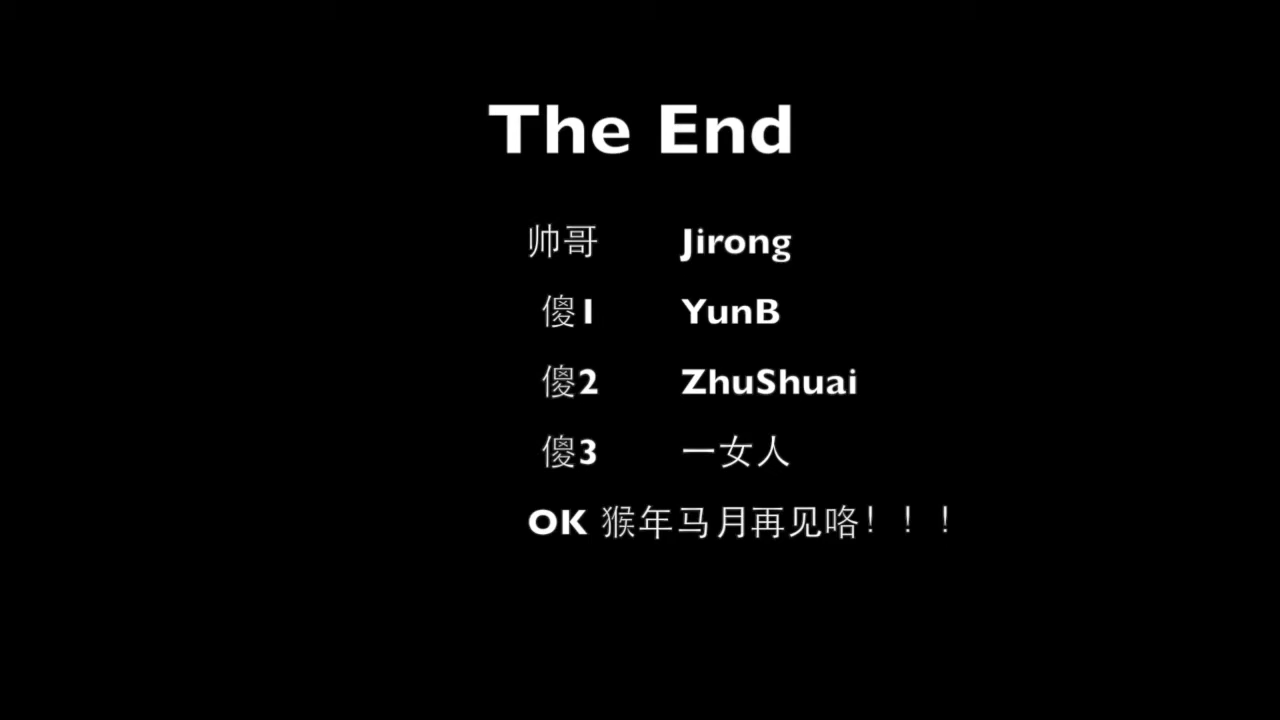 The End
帅哥 Jirong
傻1 YunB
傻2 ZhuShuai
傻3 一女人
OK 猴年马月再见咯！！！